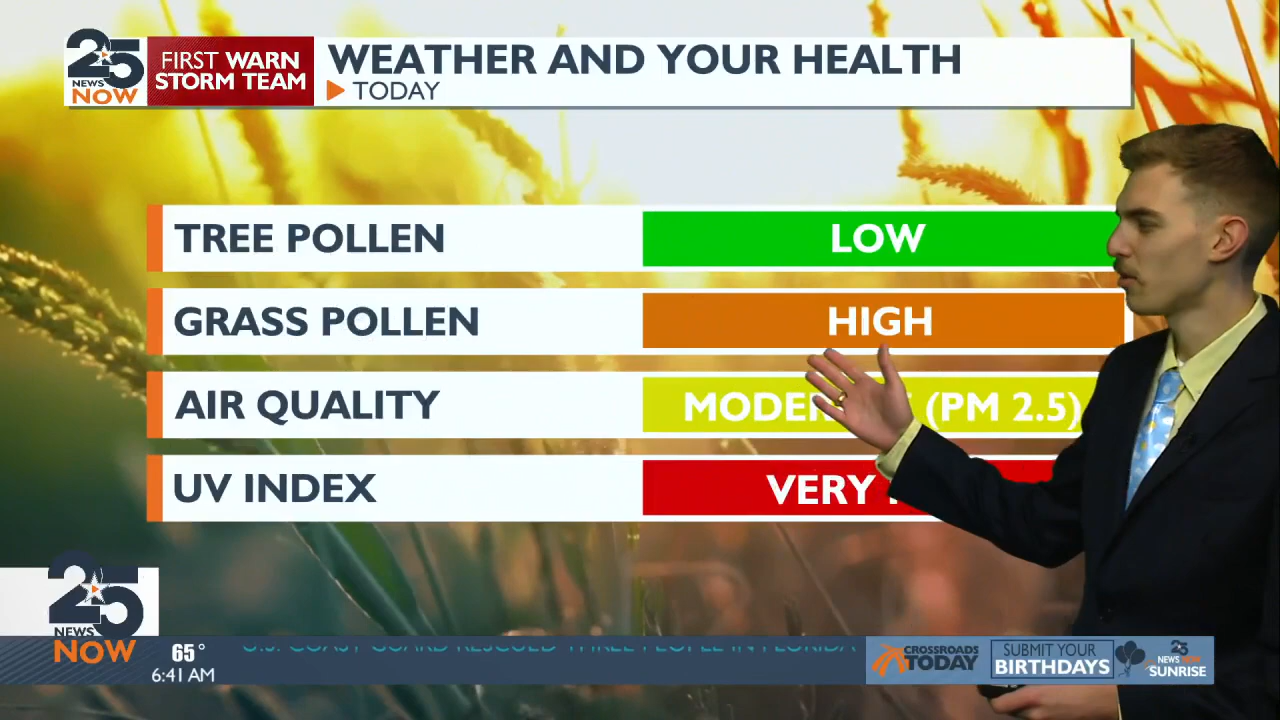 25
NEWS
NOW
FIRST WARN
STORM TEAM
WEATHER AND YOUR HEALTH
TODAY
TREE POLLEN
LOW
GRASS POLLEN
HIGH
AIR QUALITY
(PM 2.5)
UV INDEX
VERY
25
NEWS
NOW
65°
6:41 AM
U.S. COAST GUARD RESCUED THREE PEOPLE IN FLORIDA
CROSSROADS
TODAY
SUBMIT YOUR
BIRTHDAYS
25
NEWS NOW
SUNRISE